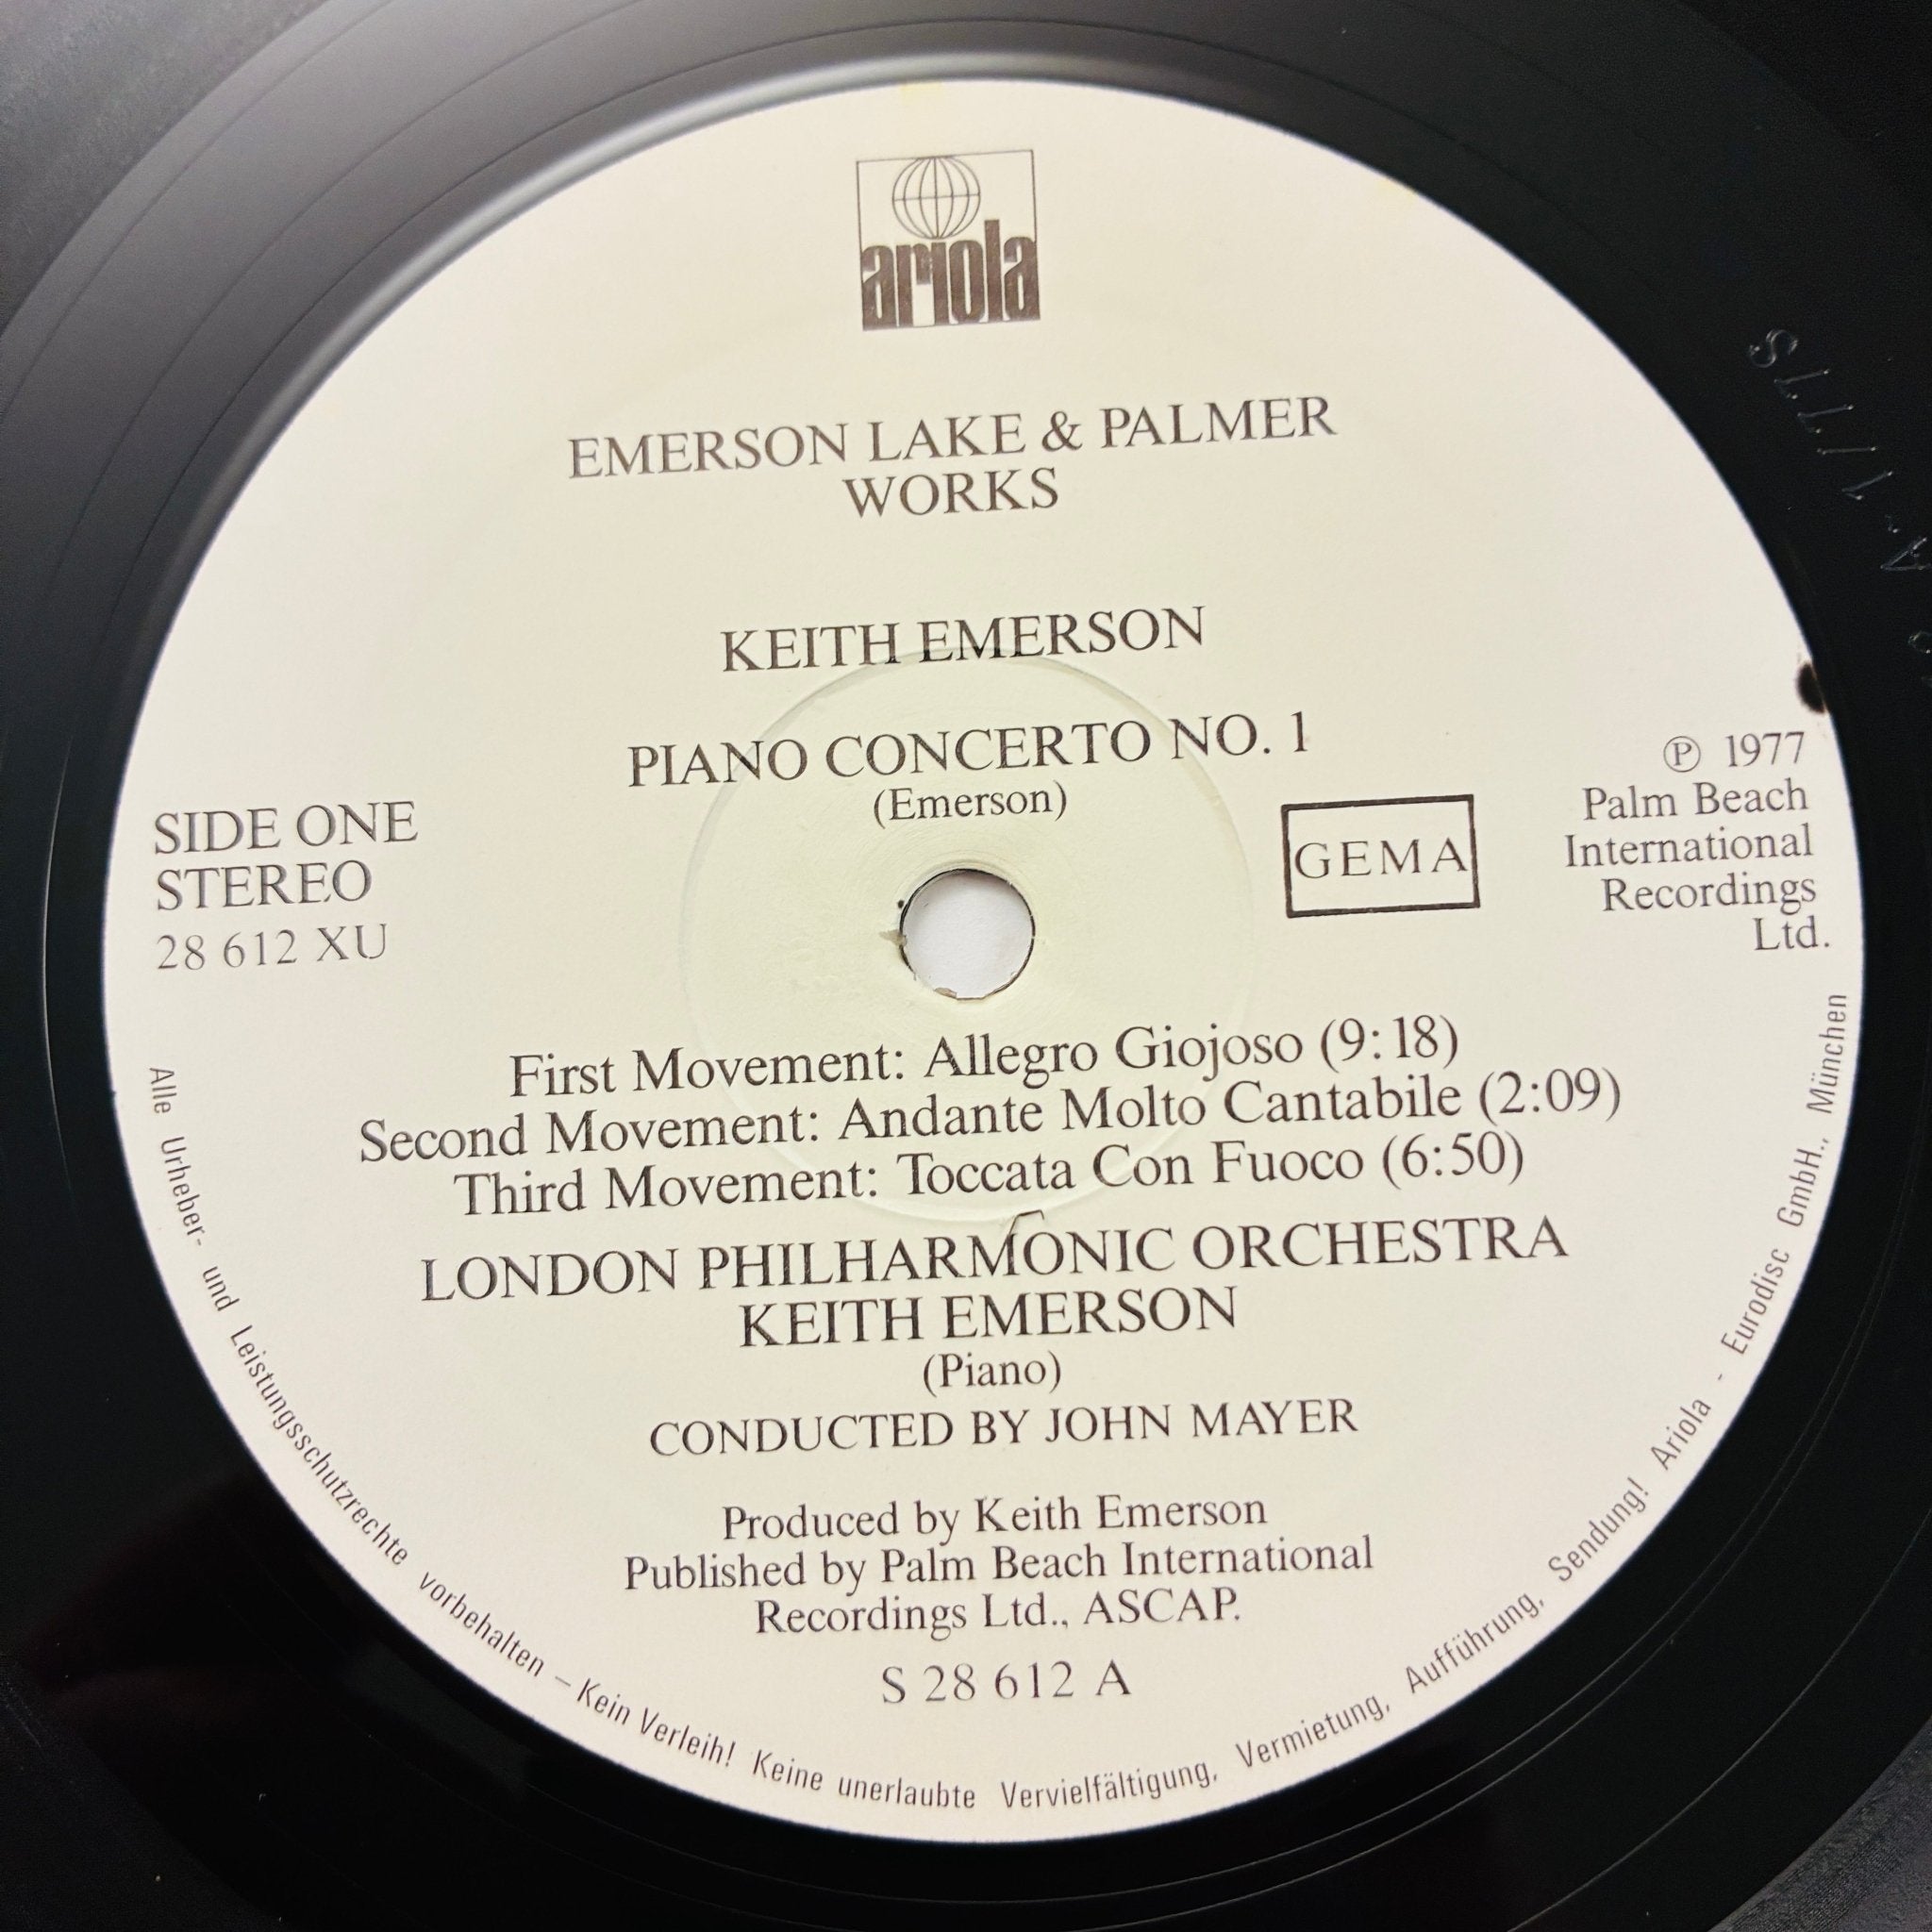 ariola
EMERSON LAKE & PALMER
WORKS
KEITH EMERSON
PIANO CONCERTO NO. 1
(Emerson)
SIDE ONE
STEREO
28 612 XU
GEMA
℗ 1977
Palm Beach
International
Recordings
Ltd.
First Movement: Allegro Giojoso (9:18)
Second Movement: Andante Molto Cantabile (2:09)
Third Movement: Toccata Con Fuoco (6:50)
LONDON PHILHARMONIC ORCHESTRA
KEITH EMERSON
(Piano)
CONDUCTED BY JOHN MAYER
Produced by Keith Emerson
Published by Palm Beach International
Recordings Ltd., ASCAP.
S 28 612 A
Alle Urheber- und Leistungsschutzrechte vorbehalten – Kein Verleih! Keine unerlaubte Vervielfältigung, Vermietung, Aufführung, Sendung! Ariola - Eurodisc GmbH., München